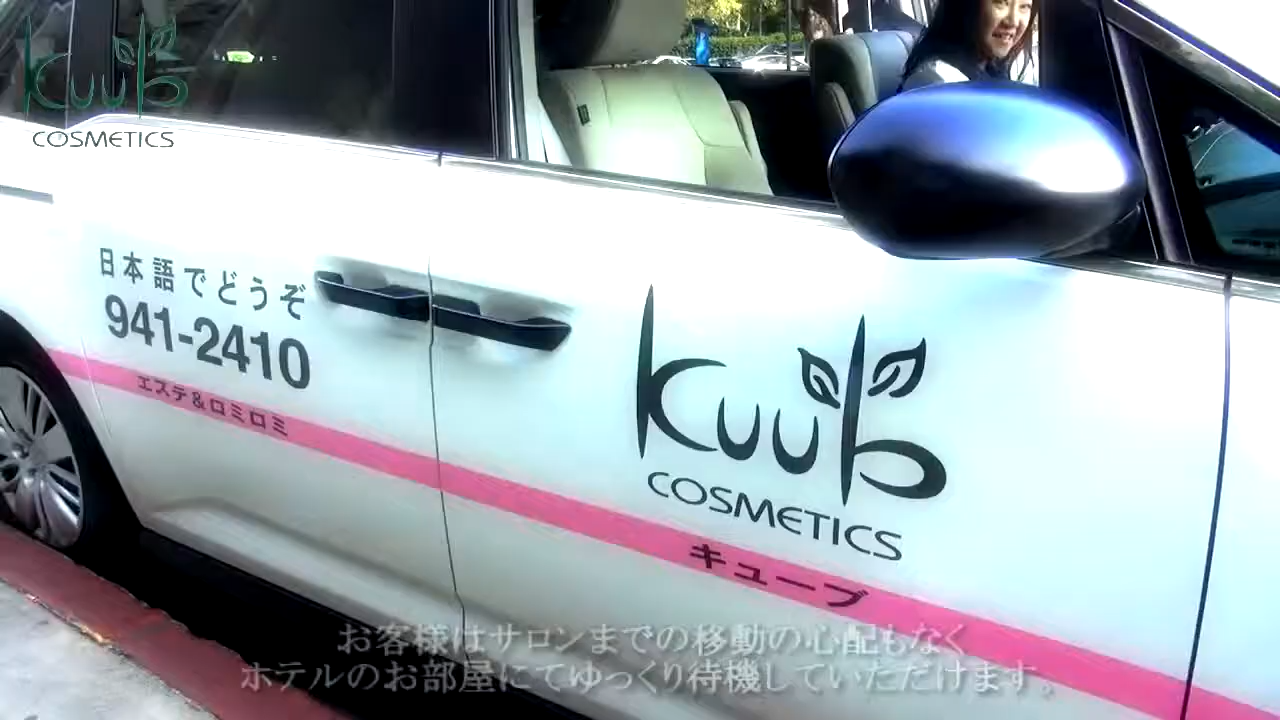 Kuub
COSMETICS
日本語でどうぞ
941-2410
エステ&ロミロミ
Kuub
COSMETICS
キューブ
お客様はサロンまでの移動の心配もなく
ホテルのお部屋にてゆっくり待機していただけます。